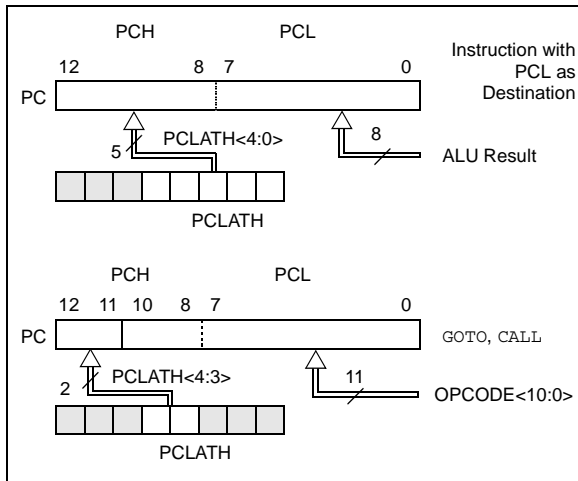 PCH PCL
12 8 7 0
PC
Instruction with
PCL as
Destination
5 PCLATH<4:0> 8
ALU Result
PCLATH
PCH PCL
12 11 10 8 7 0
PC
GOTO, CALL
2 PCLATH<4:3> 11
OPCODE<10:0>
PCLATH